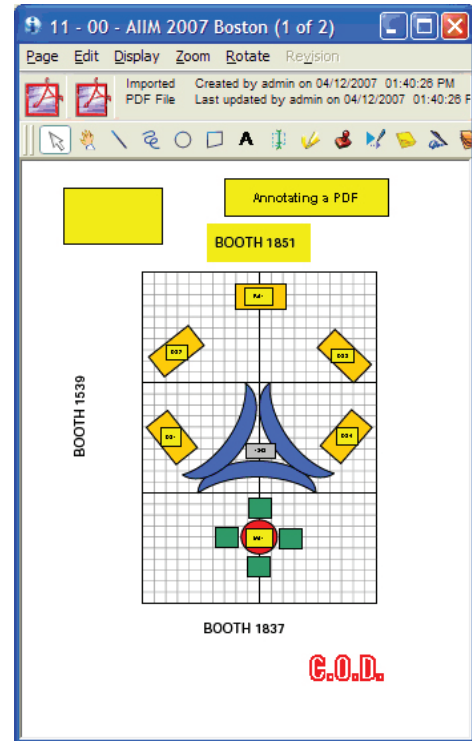 11 - 00 - AIIM 2007 Boston (1 of 2)
Page Edit Display Zoom Rotate Revision
Imported Created by admin on 04/12/2007 01:40:26 PM
PDF File Last updated by admin on 04/12/2007 01:40:26 P
A
Annotating a PDF
BOOTH 1851
BOOTH 1539
BOOTH 1837
C.O.D.